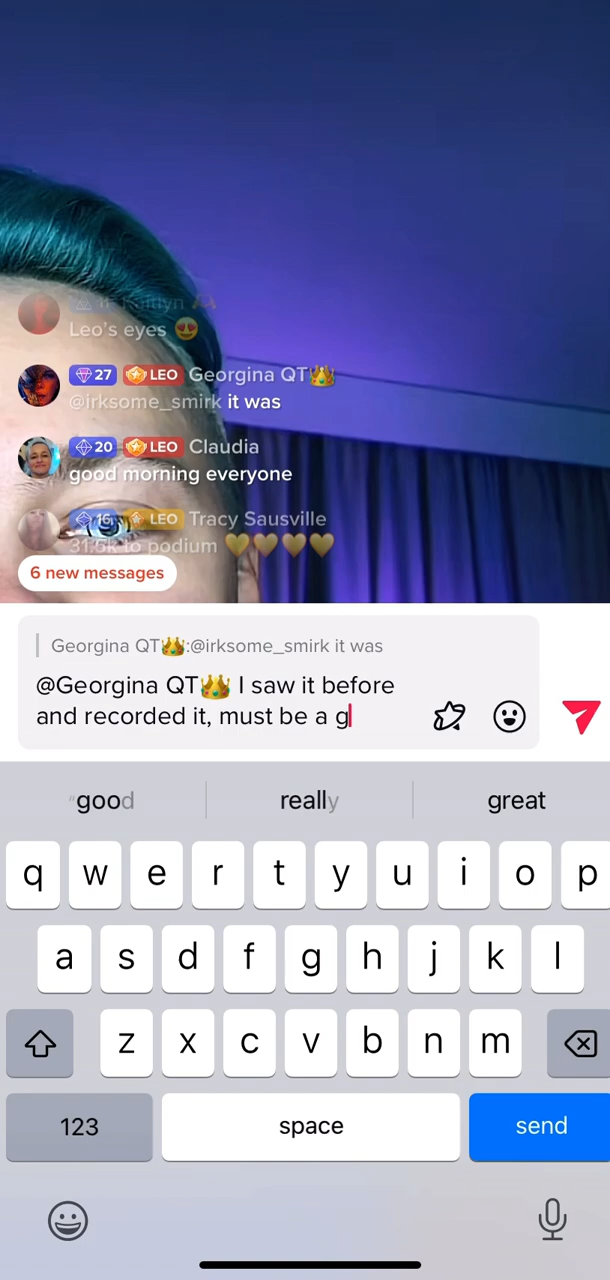 Kaitlyn 🫶
Leo's eyes 😍
27 LEO Georgina QT👑
@irksome_smirk it was
20 LEO Claudia
good morning everyone
16 LEO Tracy Sausville
31.5k to podium 💛💛💛💛
6 new messages
Georgina QT👑:@irksome_smirk it was
@Georgina QT👑 I saw it before
and recorded it, must be a g
"good really great
q w e r t y u i o p
a s d f g h j k l
z x c v b n m
123 space send